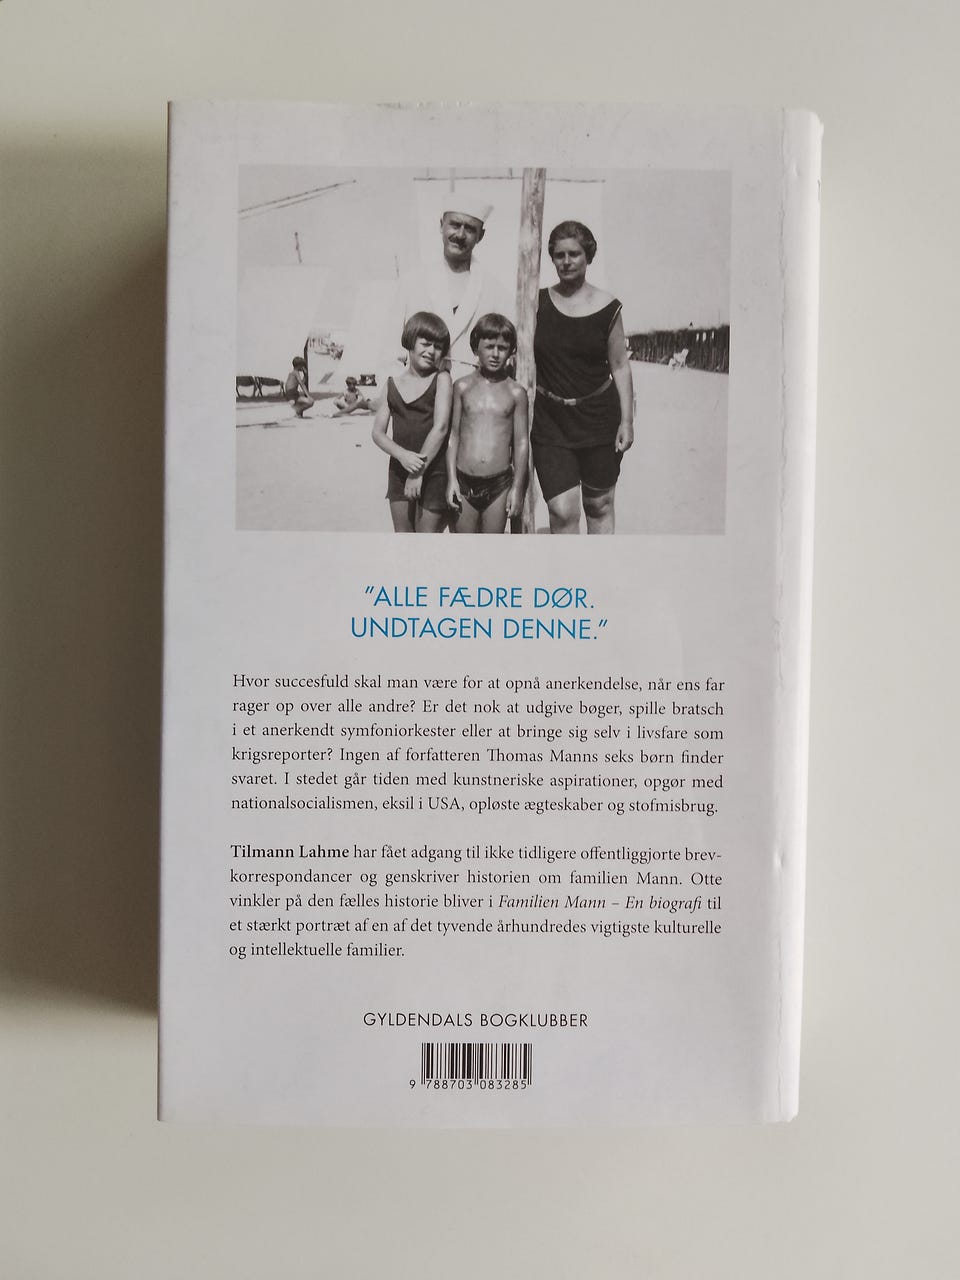 ”ALLE FÆDRE DØR.
UNDTAGEN DENNE.”
Hvor succesfuld skal man være for at opnå anerkendelse, når ens far
rager op over alle andre? Er det nok at udgive bøger, spille bratsch
i et anerkendt symfoniorkester eller at bringe sig selv i livsfare som
krigsreporter? Ingen af forfatteren Thomas Manns seks børn finder
svaret. I stedet går tiden med kunstneriske aspirationer, opgør med
nationalsocialismen, eksil i USA, opløste ægteskaber og stofmisbrug.
Tilmann Lahme har fået adgang til ikke tidligere offentliggjorte brev-
korrespondancer og genskriver historien om familien Mann. Otte
vinkler på den fælles historie bliver i Familien Mann – En biografi til
et stærkt portræt af en af det tyvende århundredes vigtigste kulturelle
og intellektuelle familier.
GYLDENDALS BOGKLUBBER
9 788703 083285